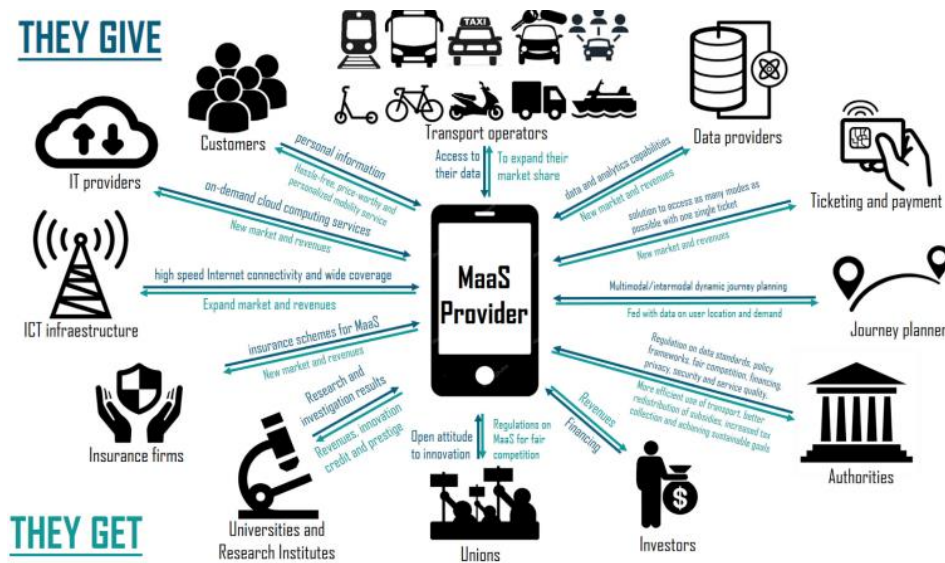 THEY GIVE
TAXI
Customers
Transport operators
Data providers
IT providers
Ticketing and payment
personal information
Hassle-free, price-worthy and
personalized mobility service
Access to
their data
To expand their
market share
data and analytics capabilities
New market and revenues
on-demand cloud computing services
New market and revenues
solution to access as many modes as
possible with one single ticket
New market and revenues
MaaS
Provider
high speed Internet connectivity and wide coverage
Expand market and revenues
ICT infraestructure
Multimodal/intermodal dynamic journey planning
Fed with data on user location and demand
Journey planner
insurance schemes for MaaS
New market and revenues
Insurance firms
Regulation on data standards, policy
frameworks, fair competition, financing
privacy, security and service quality.
More efficient use of transport, better
redistribution of subsidies, increased tax
collection and achieving sustainable goals
Authorities
Research and
investigation results
Revenues, innovation
credit and prestige
Universities and
Research Institutes
Open attitude
to innovation
Regulations on
MaaS for fair
competition
Unions
Revenues
Financing
$
Investors
THEY GET